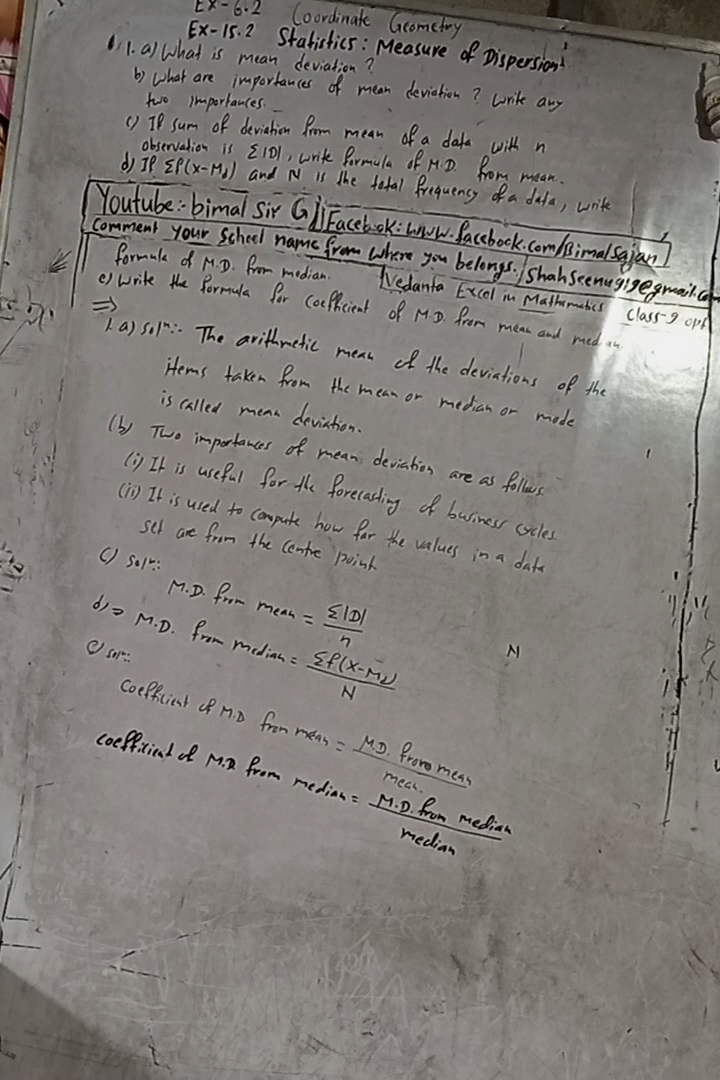 Ex-6.2 Coordinate Geometry
Ex-15.2 Statistics: Measure of Dispersion
1. a) What is mean deviation?
b) What are importances of mean deviation? Write any
two importances.
c) If sum of deviation from mean of a data with n
observation is Σ|D|, write formula of M.D. from mean.
d) If Σf(x-Md) and N is the total frequency of a data, write
Youtube:- bimal Sir G Facebook: www.facebook.com/Bimalsajan
Comment your School name from where you belongs.
formula of M.D. from median. Vedanta Excel in Mathematics Class-9 opt
e) Write the formula for coefficient of M.D. from mean and median
⇒
1. a) Solⁿ:- The arithmetic mean of the deviations of the
items taken from the mean or median or mode
is called mean deviation.
(b) Two importances of mean deviation are as follows
(i) It is useful for the forecasting of business cycles
(ii) It is used to compute how far the values in a data
set are from the centre point
c) Solⁿ:
M.D. from mean = Σ|D|/n
N
d) ⇒ M.D. from median = Σf(x-Md)/N
e) Solⁿ:
Coefficient of M.D from mean = M.D. from mean/mean.
coefficient of M.D. from median = M.D. from median/median